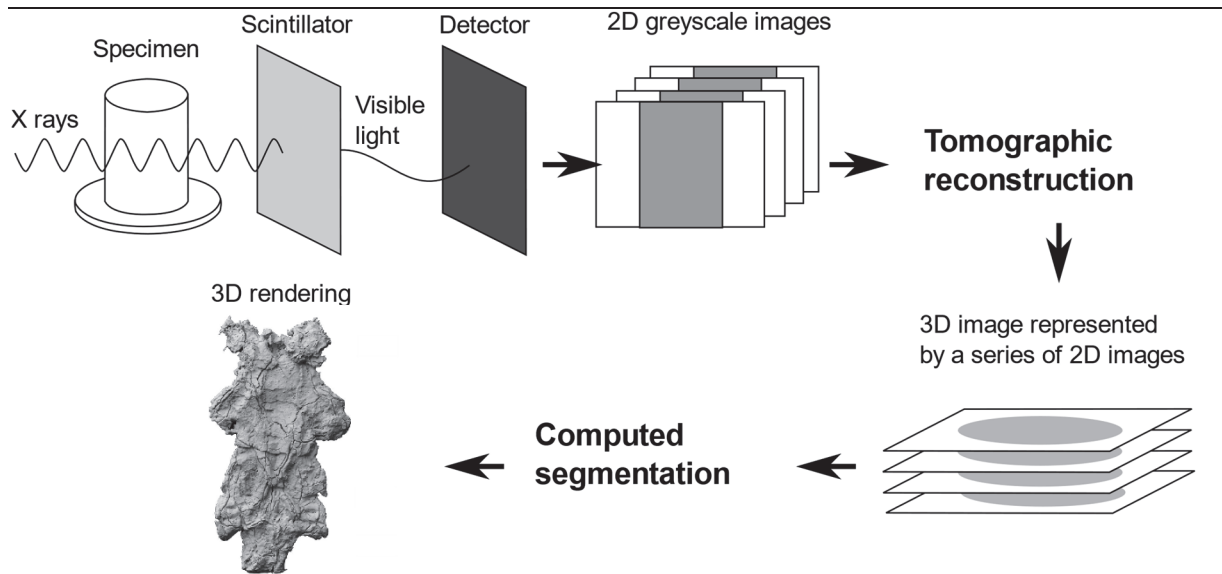 Specimen
Scintillator
Detector
2D greyscale images
X rays
Visible
light
Tomographic
reconstruction
3D image represented
by a series of 2D images
Computed
segmentation
3D rendering